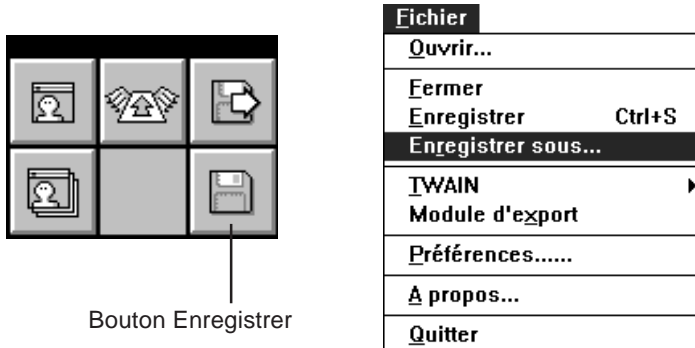 Bouton Enregistrer
Fichier
Ouvrir...
Fermer
Enregistrer Ctrl+S
Enregistrer sous...
TWAIN
Module d'export
Préférences......
A propos...
Quitter